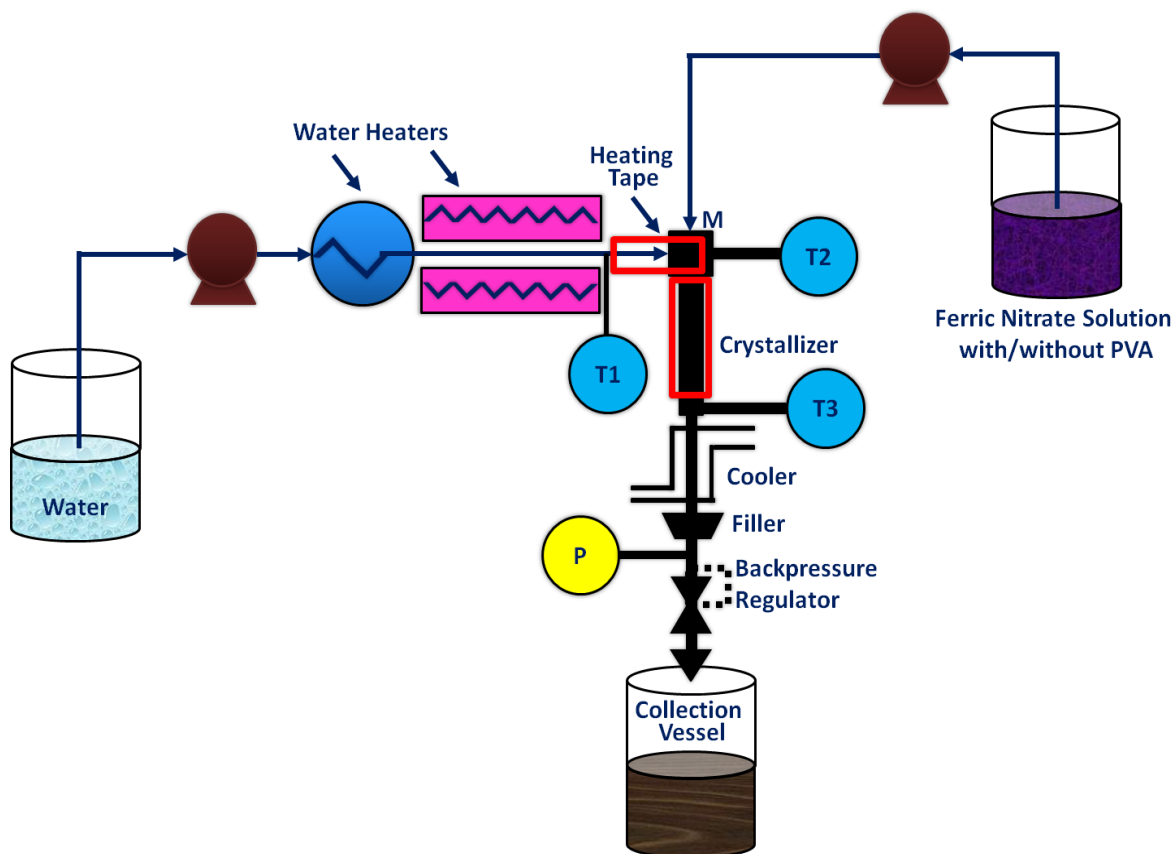 Water Heaters
Heating
Tape
M
T2
Ferric Nitrate Solution
with/without PVA
Crystallizer
T1
T3
Water
Cooler
Filler
P
Backpressure
Regulator
Collection
Vessel